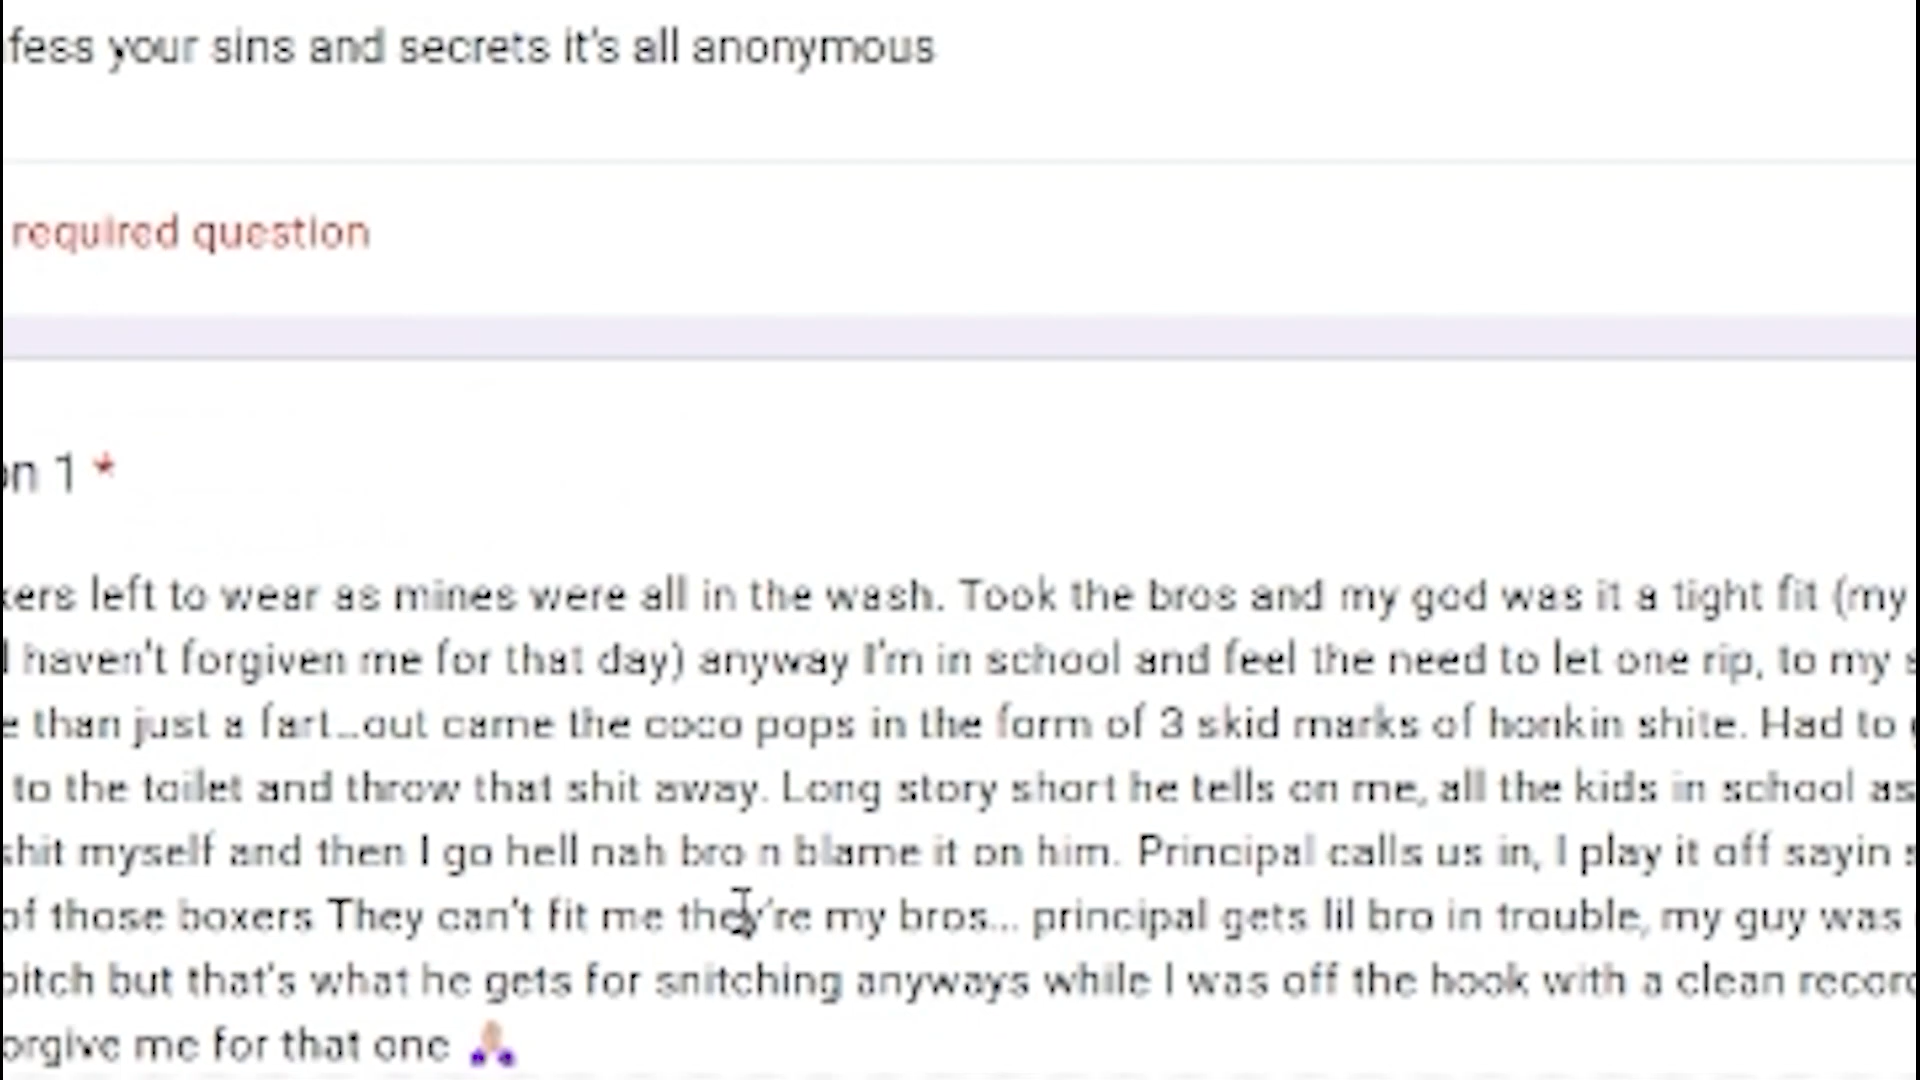 fess your sins and secrets it's all anonymous
required question
on 1 *
kers left to wear as mines were all in the wash. Took the bros and my god was it a tight fit (my
haven't forgiven me for that day) anyway I'm in school and feel the need to let one rip, to my
e than just a fart...out came the coco pops in the form of 3 skid marks of honkin shite. Had to
to the toilet and throw that shit away. Long story short he tells on me, all the kids in school as
shit myself and then I go hell nah bro n blame it on him. Principal calls us in, I play it off sayin
of those boxers They can't fit me they're my bros... principal gets lil bro in trouble, my guy was
bitch but that's what he gets for snitching anyways while I was off the hook with a clean record
orgive me for that one 🙏🏼